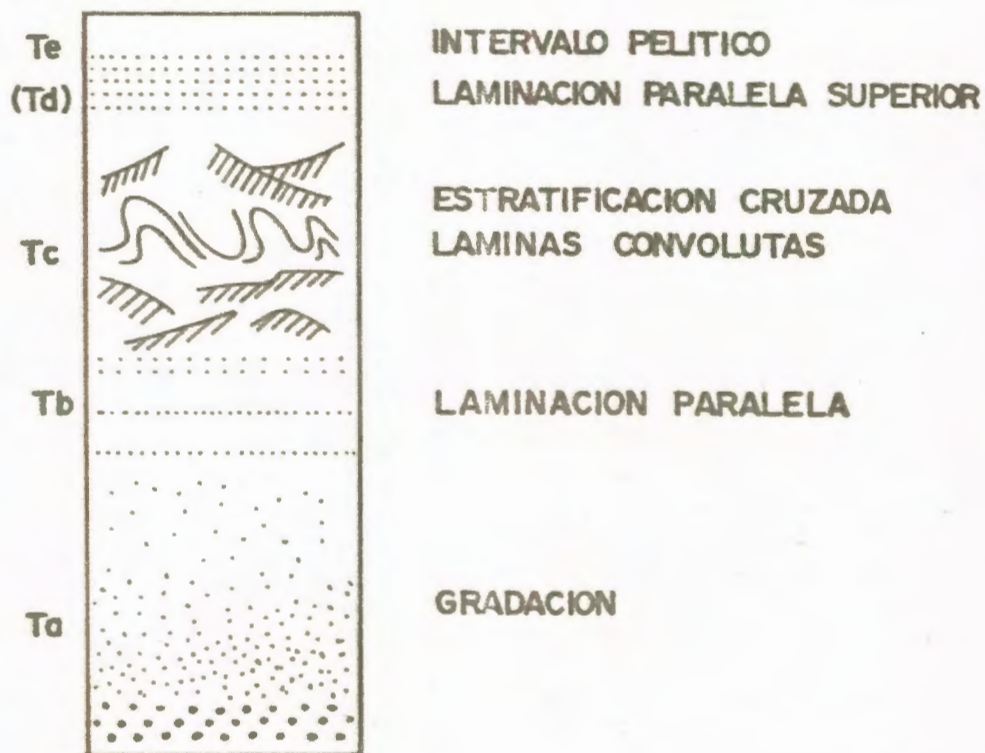 Te INTERVALO PELITICO
(Td) LAMINACION PARALELA SUPERIOR
ESTRATIFICACION CRUZADA
Tc LAMINAS CONVOLUTAS
Tb LAMINACION PARALELA
Ta GRADACION